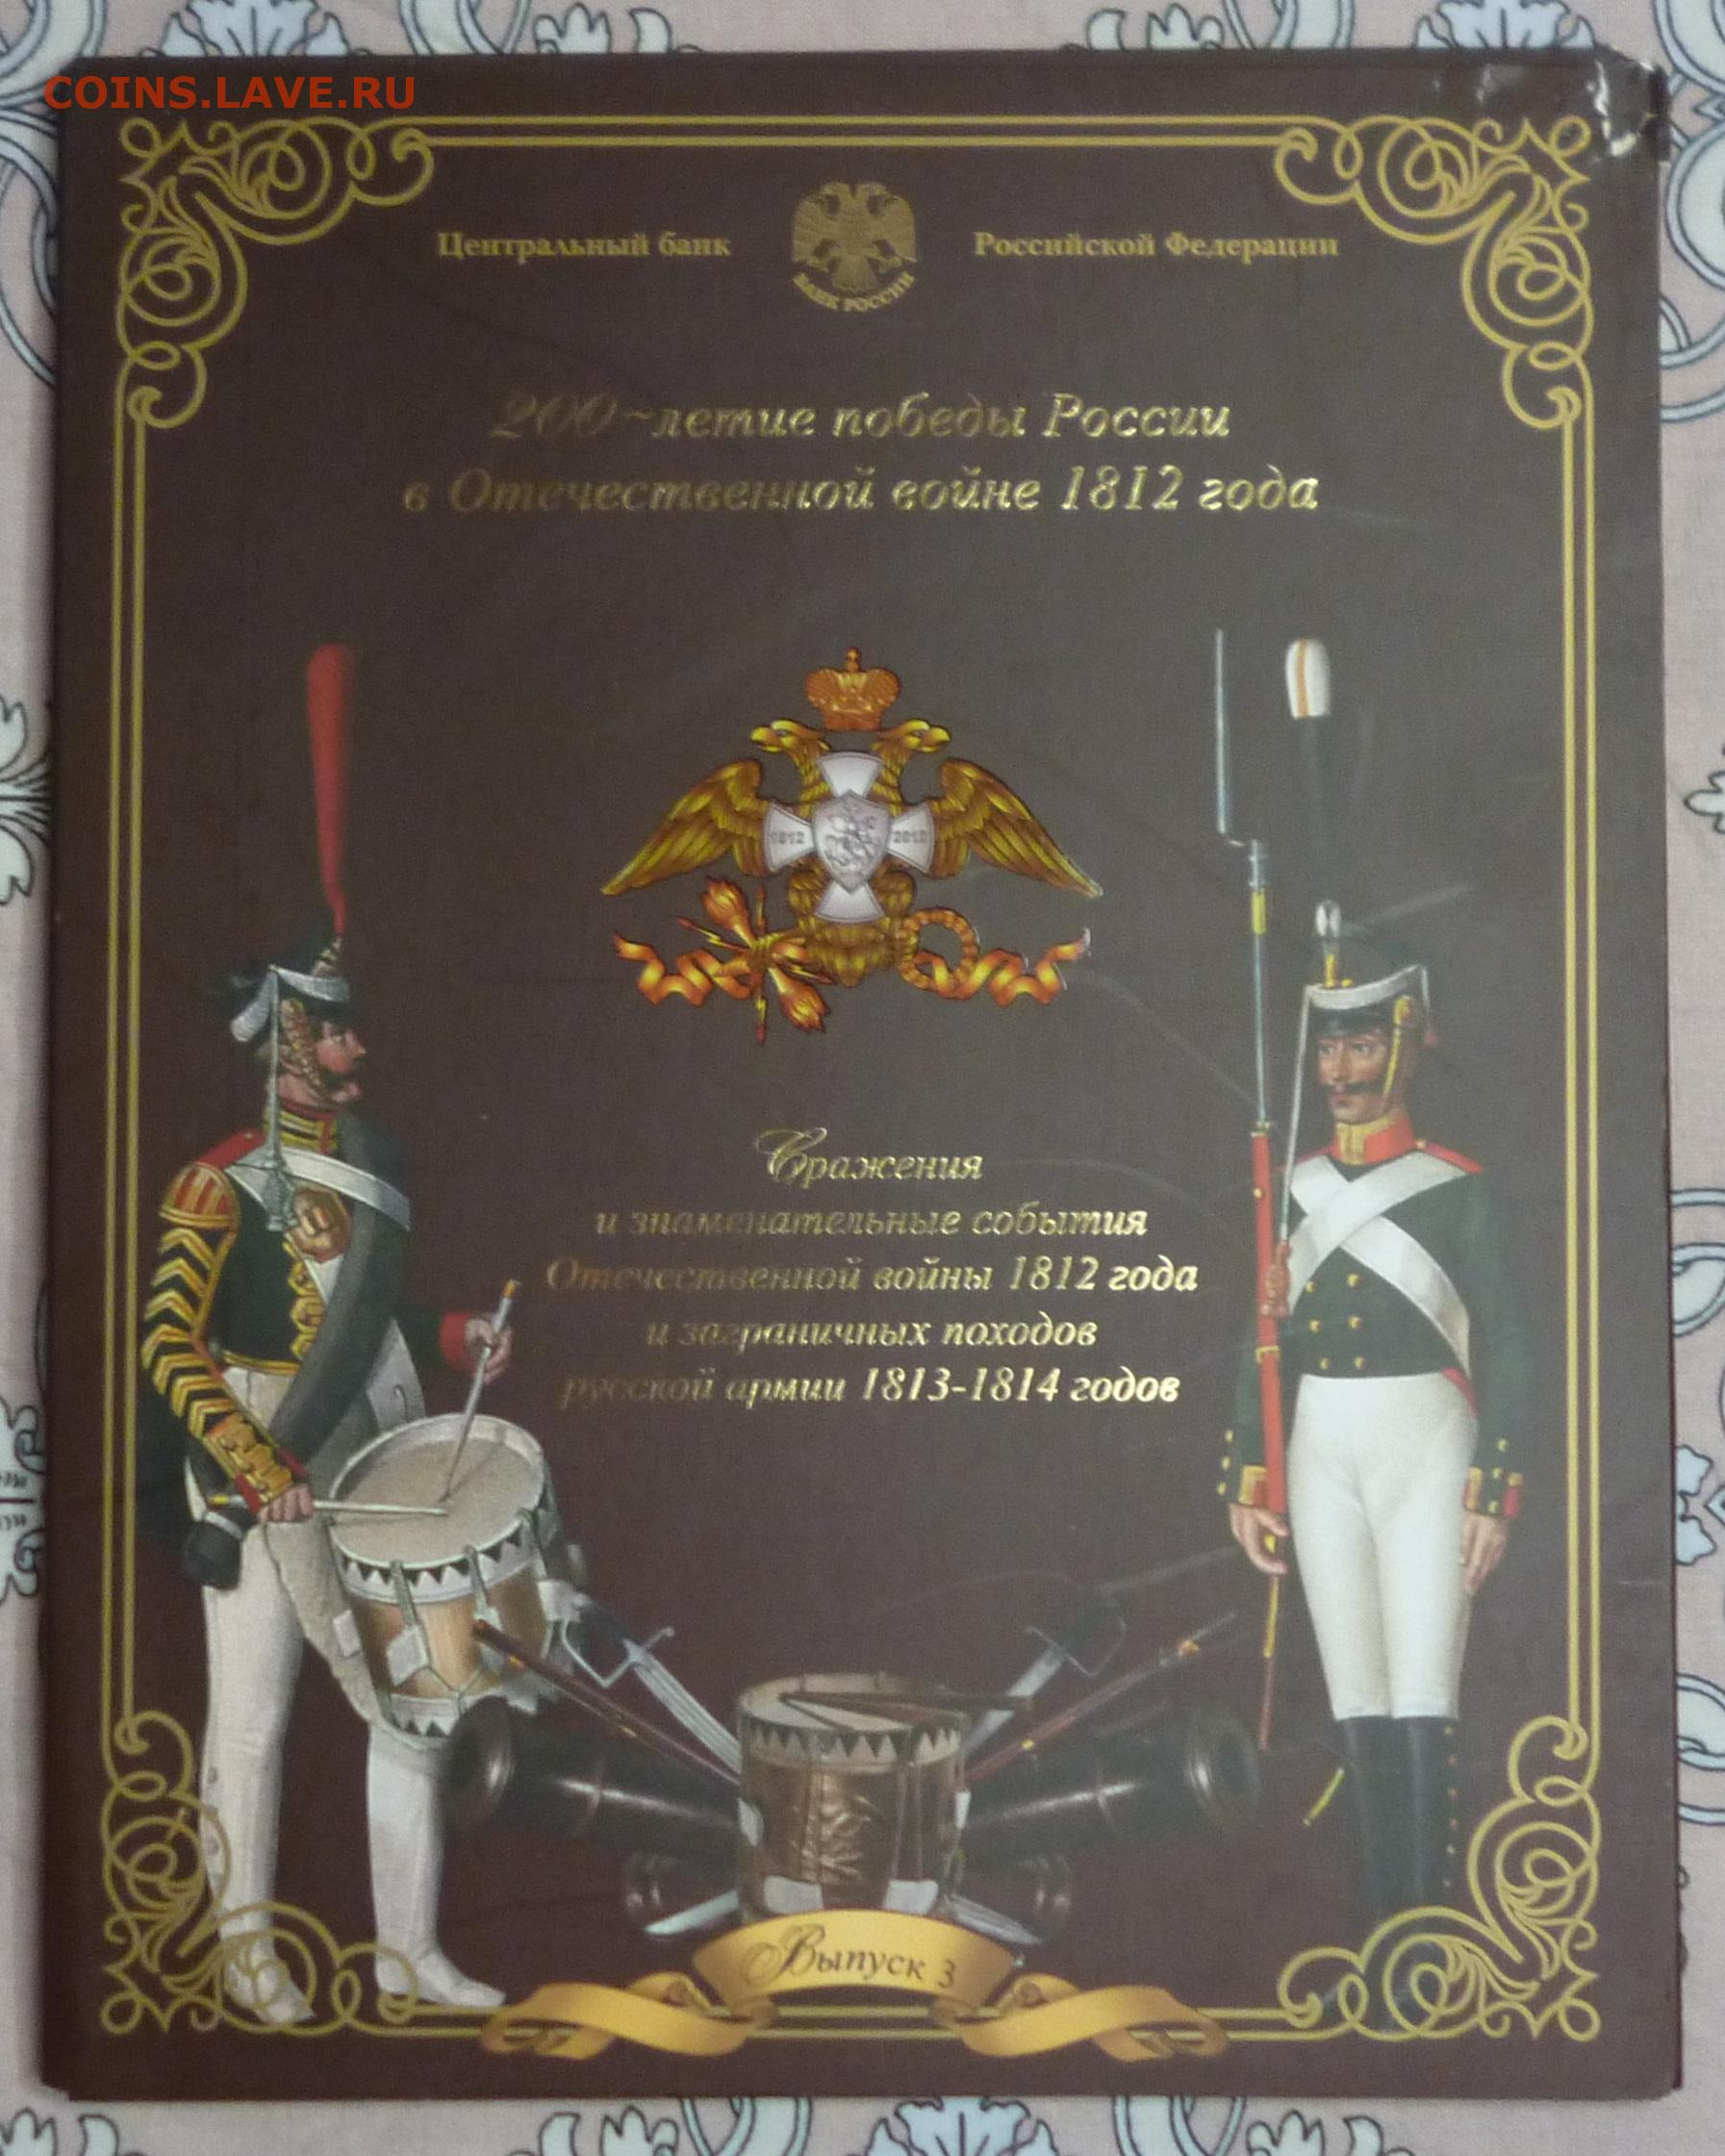 COINS.LAVE.RU
Центральный банк Российской Федерации
БАНК РОССИИ
200-летие победы России
в Отечественной войне 1812 года
1812 2012
Сражения
и знаменательные события
Отечественной войны 1812 года
и заграничных походов
русской армии 1813-1814 годов
Выпуск 3